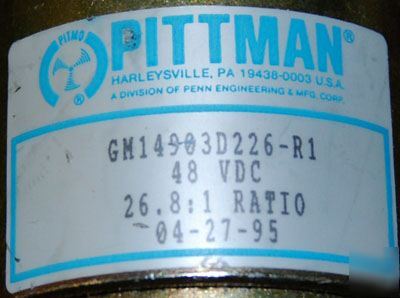 PITMO
PITTMAN®
HARLEYSVILLE, PA 19438-0003 U.S.A.
A DIVISION OF PENN ENGINEERING & MFG. CORP.
®
GM14903D226-R1
48 VDC
26.8:1 RATIO
04-27-95